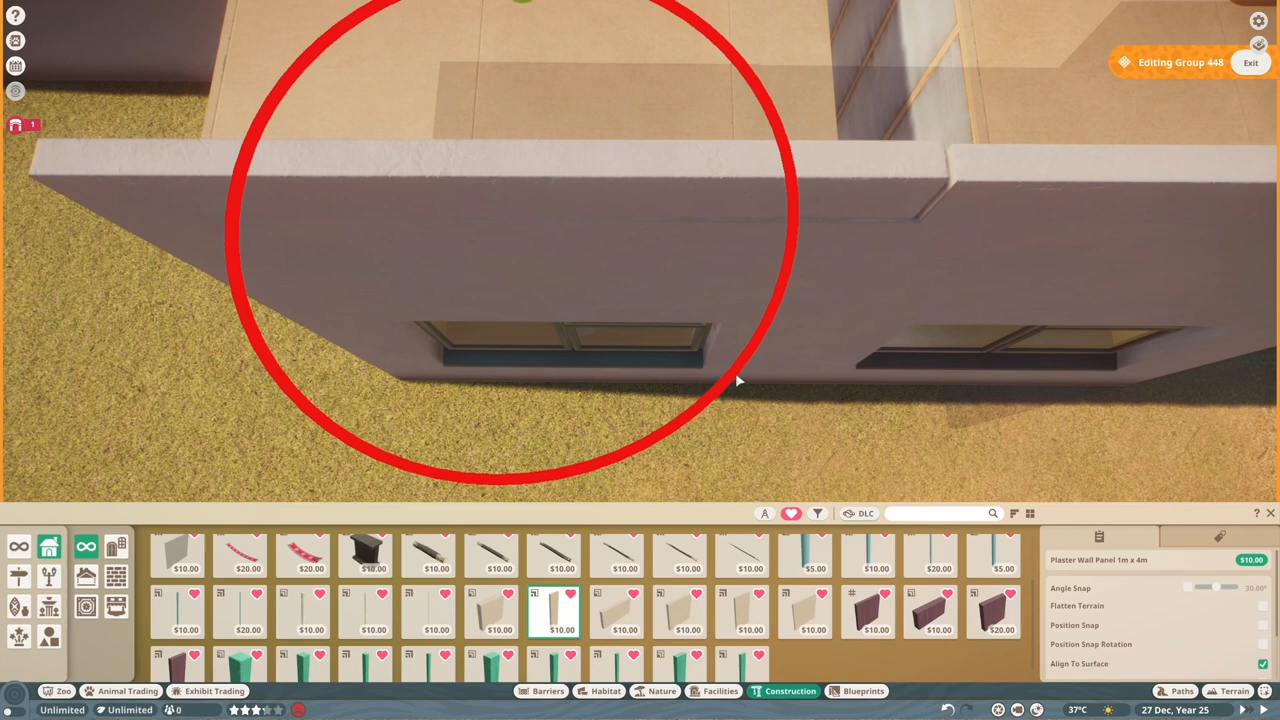 ?
Editing Group 448
Exit
1
DLC
?
$10.00
$20.00
$20.00
$10.00
$10.00
$10.00
$10.00
$10.00
$10.00
$10.00
$5.00
$10.00
$20.00
$5.00
Plaster Wall Panel 1m x 4m
$10.00
Angle Snap
30.00°
Flatten Terrain
Position Snap
Position Snap Rotation
Align To Surface
$10.00
$20.00
$10.00
$10.00
$10.00
$10.00
$10.00
$10.00
$10.00
$10.00
$10.00
$10.00
$10.00
$20.00
Zoo
Animal Trading
Exhibit Trading
Barriers
Habitat
Nature
Facilities
Construction
Blueprints
Paths
Terrain
Unlimited
Unlimited
0
37°C
27 Dec, Year 25